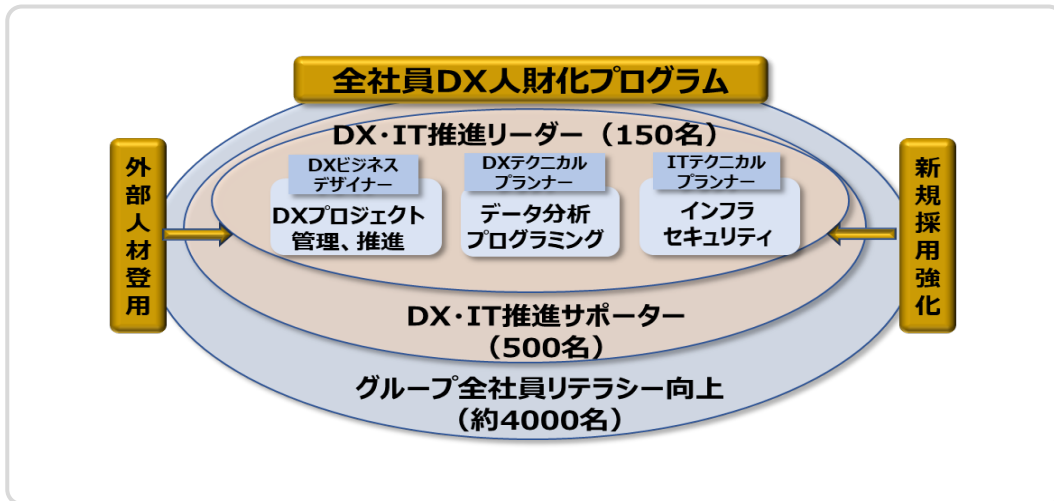 全社員DX人財化プログラム
DX・IT推進リーダー（150名）
外部人材登用
DXビジネス
デザイナー
DXプロジェクト
管理、推進
DXテクニカル
プランナー
データ分析
プログラミング
ITテクニカル
プランナー
インフラ
セキュリティ
新規採用強化
DX・IT推進サポーター
（500名）
グループ全社員リテラシー向上
（約4000名）